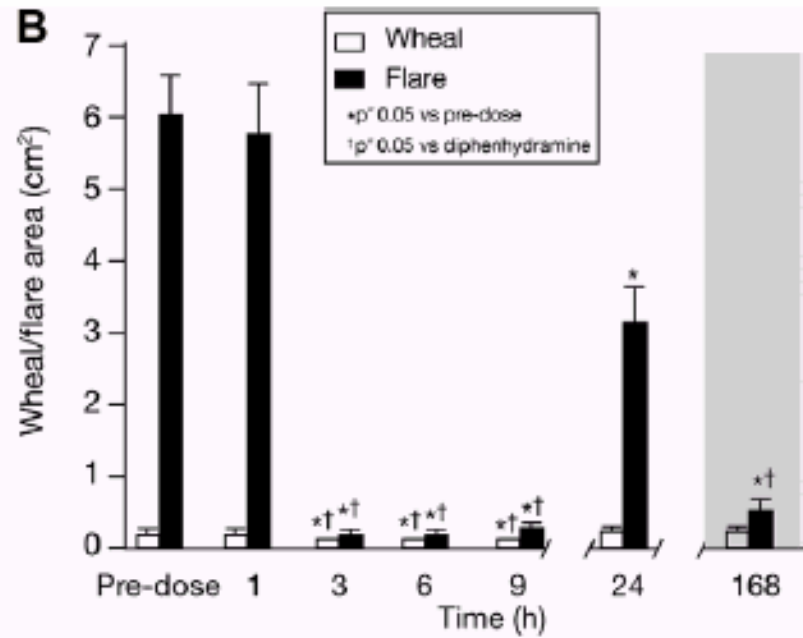 B
Wheal
Flare
*p" 0.05 vs pre-dose
†p" 0.05 vs diphenhydramine
Wheal/flare area (cm²)
7
6
5
4
3
2
1
0
*† *†
*† *†
*† *†
*
*†
Pre-dose 1 3 6 9 24 168
Time (h)